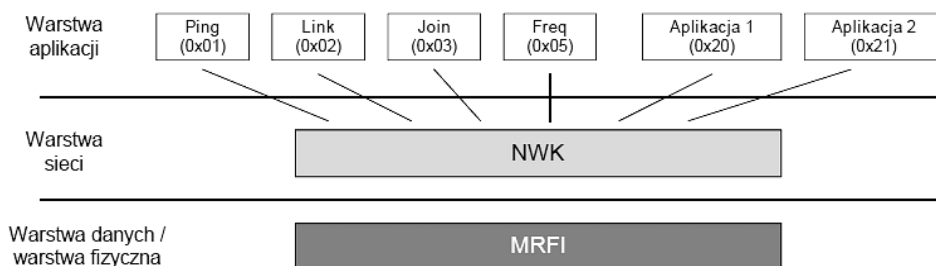 Warstwa
aplikacji
Ping
(0x01)
Link
(0x02)
Join
(0x03)
Freq
(0x05)
Aplikacja 1
(0x20)
Aplikacja 2
(0x21)
Warstwa
sieci
NWK
Warstwa danych /
warstwa fizyczna
MRFI